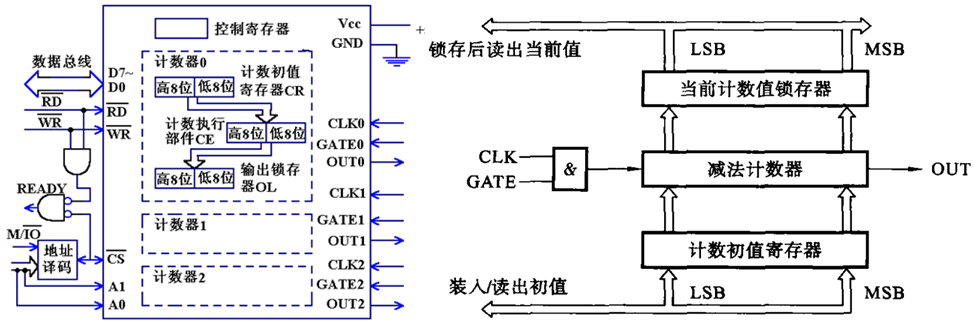 控制寄存器
Vcc
GND
数据总线
D7~
D0
RD
RD
WR
WR
READY
M/IO
地址
译码
CS
A1
A0
计数器0
计数初值
寄存器CR
高8位 低8位
计数执行
部件CE
高8位 低8位
高8位 低8位
输出锁存
器OL
计数器1
计数器2
CLK0
GATE0
OUT0
CLK1
GATE1
OUT1
CLK2
GATE2
OUT2
锁存后读出当前值
LSB
MSB
当前计数值锁存器
CLK
GATE
&
减法计数器
OUT
计数初值寄存器
装入/读出初值
LSB
MSB